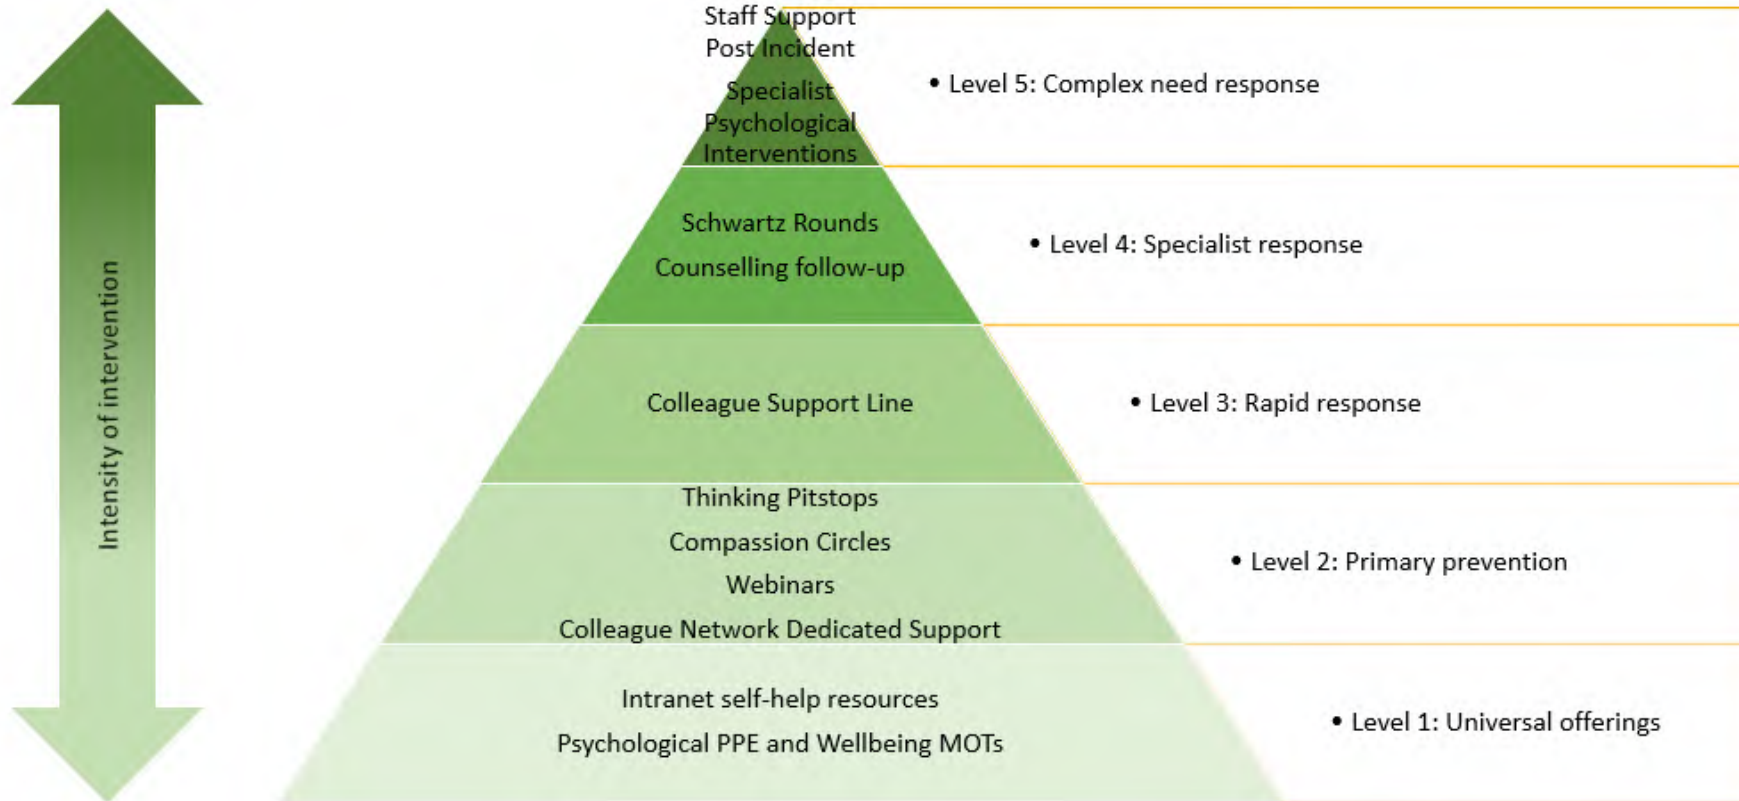 Staff Support
Post Incident
Specialist
Psychological
Interventions
• Level 5: Complex need response
Schwartz Rounds
Counselling follow-up
• Level 4: Specialist response
Intensity of intervention
Colleague Support Line
• Level 3: Rapid response
Thinking Pitstops
Compassion Circles
Webinars
Colleague Network Dedicated Support
• Level 2: Primary prevention
Intranet self-help resources
Psychological PPE and Wellbeing MOTs
• Level 1: Universal offerings